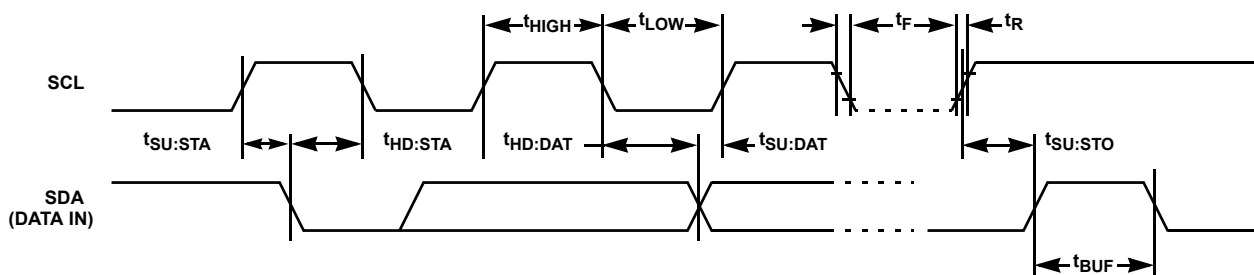 tHIGH tLOW tF tR
SCL
tSU:STA tHD:STA tHD:DAT tSU:DAT tSU:STO
SDA
(DATA IN)
tBUF